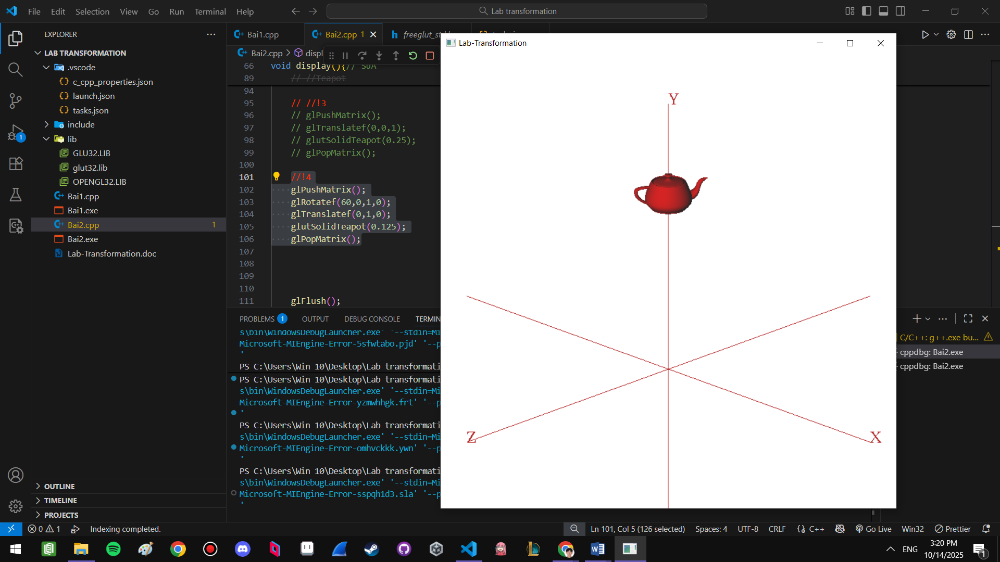 File Edit Selection View Go Run Terminal Help
Lab transformation
EXPLORER
LAB TRANSFORMATION
.vscode
c_cpp_properties.json
launch.json
tasks.json
include
lib
GLU32.LIB
glut32.lib
OPENGL32.LIB
Bai1.cpp
Bai1.exe
Bai2.cpp 1
Bai2.exe
Lab-Transformation.doc
OUTLINE
TIMELINE
PROJECTS
Bai1.cpp
Bai2.cpp 1
Bai2.cpp
66 void display(){// SUA
89 // //Teapot
94
95 // //!3
96 // glPushMatrix();
97 // glTranslatef(0,0,1);
98 // glutSolidTeapot(0.25);
99 // glPopMatrix();
100
101 //!4
102 glPushMatrix();
103 glRotatef(60,0,1,0);
104 glTranslatef(0,1,0);
105 glutSolidTeapot(0.125);
106 glPopMatrix();
107
108
109
110
111 glFlush();
PROBLEMS 1 OUTPUT DEBUG CONSOLE TERMIN
s\bin\WindowsDebugLauncher.exe' '--stdin=Mi
Microsoft-MIEngine-Error-5sfwtabo.pjd' '--p
'
PS C:\Users\Win 10\Desktop\Lab transformati
PS C:\Users\Win 10\Desktop\Lab transformati
s\bin\WindowsDebugLauncher.exe' '--stdin=Mi
Microsoft-MIEngine-Error-yzmwhhgk.frt' '--p
'
PS C:\Users\Win 10\Desktop\Lab transformati
s\bin\WindowsDebugLauncher.exe' '--stdin=Mi
Microsoft-MIEngine-Error-omhvckkk.ywn' '--p
'
PS C:\Users\Win 10\Desktop\Lab transformati
s\bin\WindowsDebugLauncher.exe' '--stdin=Mi
Microsoft-MIEngine-Error-sspqh1d3.sla' '--p
'
Lab-Transformation
Y
Z
X
C/C++: g++.exe bu...
cppdbg: Bai2.exe
cppdbg: Bai2.exe
0 1 Indexing completed.
Ln 101, Col 5 (126 selected) Spaces: 4 UTF-8 CRLF C++ Go Live Win32 Prettier
1
ENG
3:20 PM
10/14/2025
1